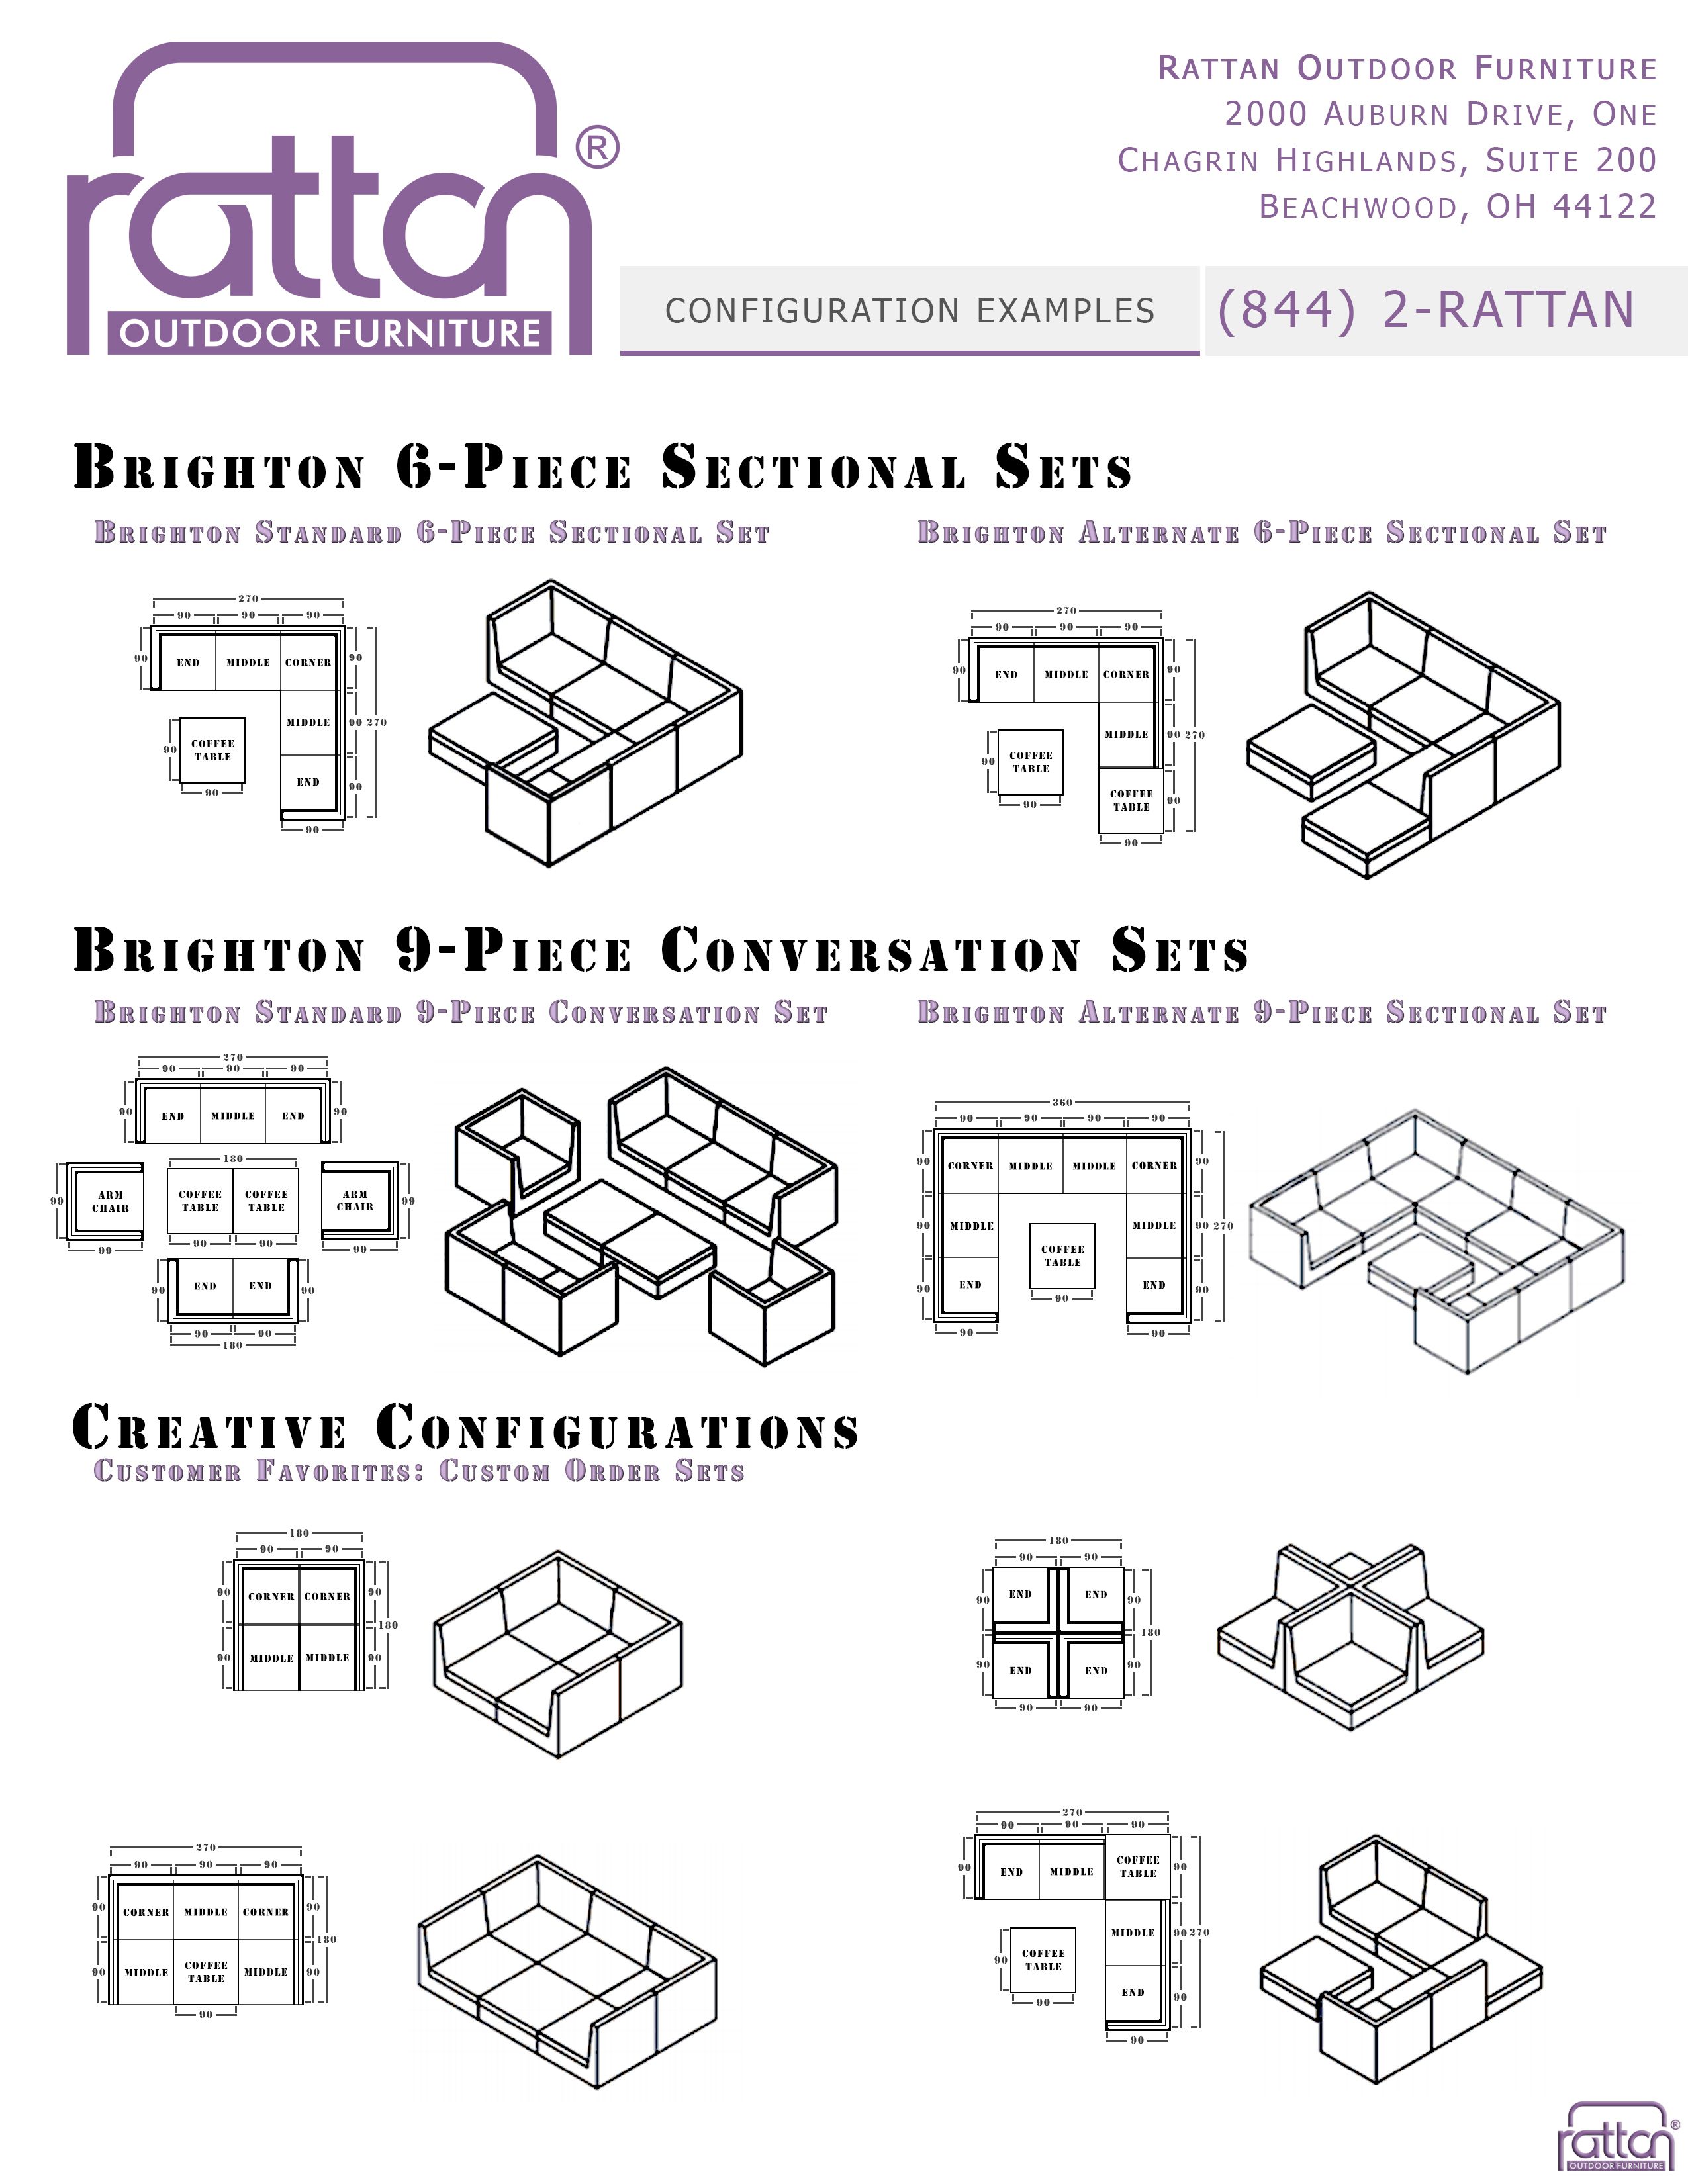 rattan®
OUTDOOR FURNITURE
RATTAN OUTDOOR FURNITURE
2000 AUBURN DRIVE, ONE
CHAGRIN HIGHLANDS, SUITE 200
BEACHWOOD, OH 44122
CONFIGURATION EXAMPLES
(844) 2-RATTAN
BRIGHTON 6-PIECE SECTIONAL SETS
BRIGHTON STANDARD 6-PIECE SECTIONAL SET
270
90 90 90
90 END MIDDLE CORNER 90
MIDDLE 90 270
90 COFFEE TABLE
END 90
90
90
BRIGHTON ALTERNATE 6-PIECE SECTIONAL SET
270
90 90 90
90 END MIDDLE CORNER 90
MIDDLE 90 270
90 COFFEE TABLE
COFFEE TABLE 90
90
90
BRIGHTON 9-PIECE CONVERSATION SETS
BRIGHTON STANDARD 9-PIECE CONVERSATION SET
270
90 90 90
90 END MIDDLE END 90
180
99 ARM CHAIR COFFEE TABLE COFFEE TABLE ARM CHAIR 99
99 90 90 99
90 END END 90
90 90
180
BRIGHTON ALTERNATE 9-PIECE SECTIONAL SET
360
90 90 90 90
90 CORNER MIDDLE MIDDLE CORNER 90
90 MIDDLE MIDDLE 90 270
COFFEE TABLE
90 END END 90
90
90 90
CREATIVE CONFIGURATIONS
CUSTOMER FAVORITES: CUSTOM ORDER SETS
180
90 90
90 CORNER CORNER 90
180
90 MIDDLE MIDDLE 90
180
90 90
90 END END 90
180
90 END END 90
90 90
270
90 90 90
90 CORNER MIDDLE CORNER 90
180
90 MIDDLE COFFEE TABLE MIDDLE 90
90
270
90 90 90
90 END MIDDLE COFFEE TABLE 90
MIDDLE 90 270
90 COFFEE TABLE
END 90
90
90
rattan®
OUTDOOR FURNITURE